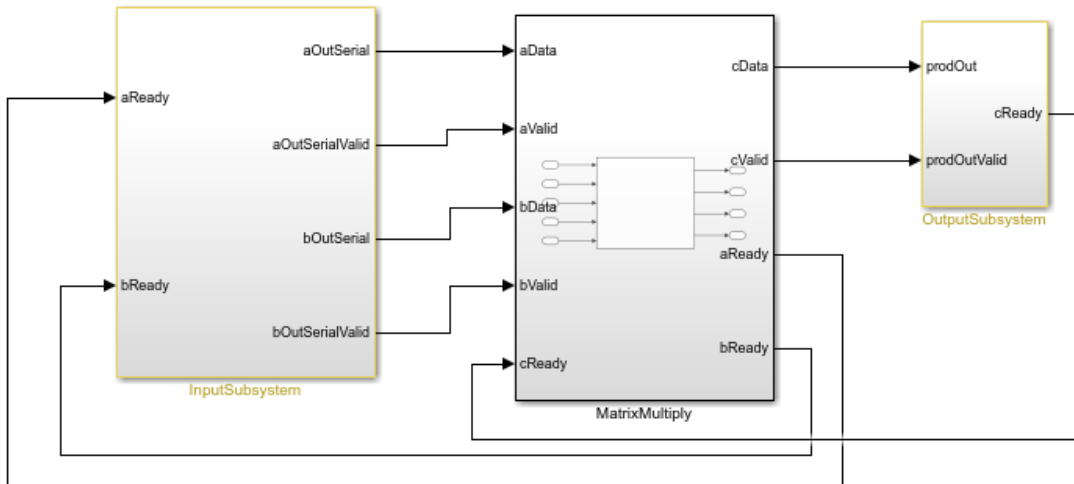 aReady
bReady
aOutSerial
aOutSerialValid
bOutSerial
bOutSerialValid
InputSubsystem
aData
aValid
bData
bValid
cReady
cData
cValid
aReady
bReady
MatrixMultiply
prodOut
prodOutValid
cReady
OutputSubsystem